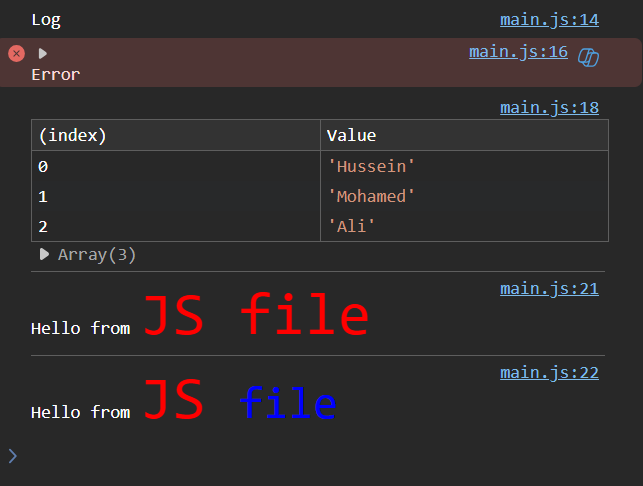 Log main.js:14
main.js:16
Error
main.js:18
(index) Value
0 'Hussein'
1 'Mohamed'
2 'Ali'
Array(3)
main.js:21
Hello from JS file
main.js:22
Hello from JS file